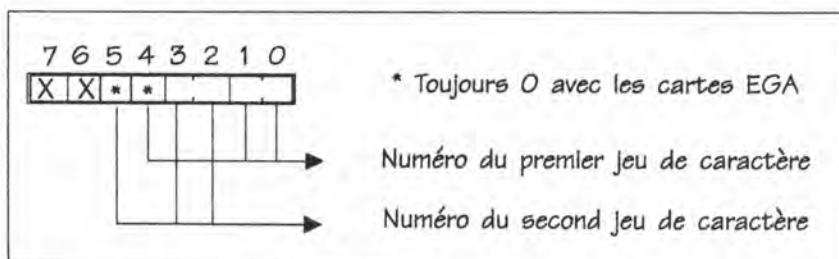 7 6 5 4 3 2 1 0
X X * *
* Toujours 0 avec les cartes EGA
Numéro du premier jeu de caractère
Numéro du second jeu de caractère